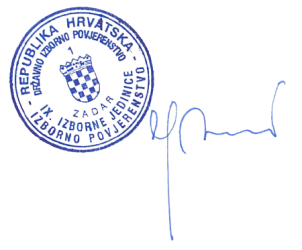 - REPUBLIKA HRVATSKA -
DRŽAVNO IZBORNO POVJERENSTVO
1
ZADAR
IX. IZBORNE JEDINICE
IZBORNO POVJERENSTVO